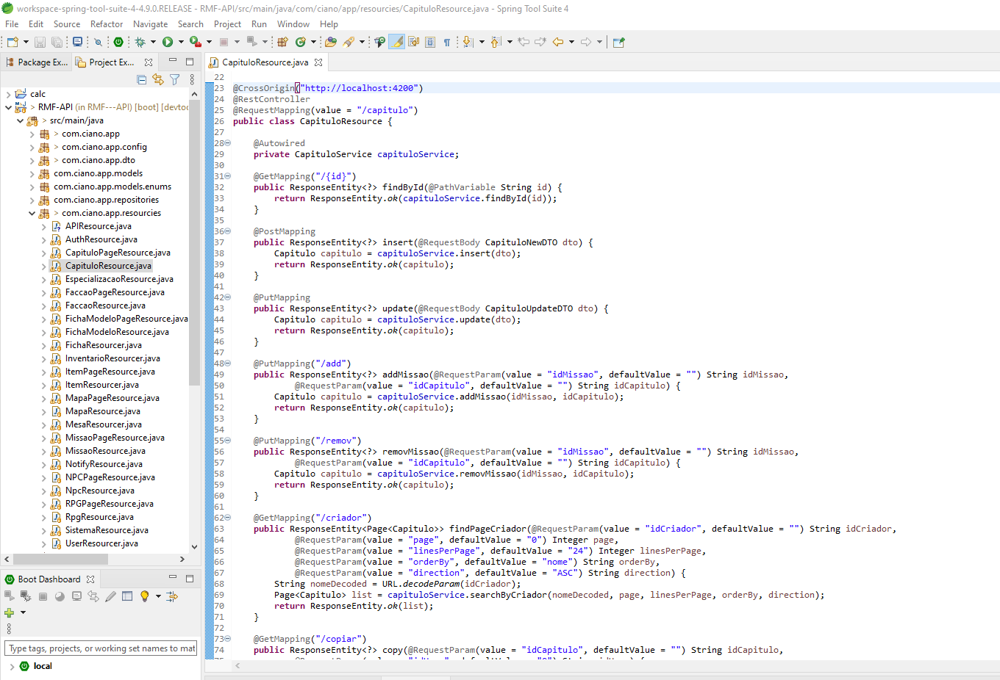 workspace-spring-tool-suite-4-4.9.0.RELEASE - RMF-API/src/main/java/com/ciano/app/resourcies/CapituloResource.java - Spring Tool Suite 4
File Edit Source Refactor Navigate Search Project Run Window Help
Package Ex... Project Ex...
calc
> RMF-API (in RMF---API) [boot] [devtoo
> src/main/java
> com.ciano.app
> com.ciano.app.config
> com.ciano.app.dto
com.ciano.app.models
com.ciano.app.models.enums
com.ciano.app.repositories
> com.ciano.app.resourcies
APIResource.java
AuthResource.java
CapituloPageResource.java
CapituloResource.java
EspecializacaoResource.java
FaccaoPageResource.java
FaccaoResource.java
FichaModeloPageResource.java
FichaModeloResource.java
FichaResourcer.java
InventarioResourcer.java
ItemPageResource.java
ItemResourcer.java
MapaPageResource.java
MapaResource.java
MesaResourcer.java
MissaoPageResource.java
MissaoResource.java
NotifyResource.java
NPCPageResource.java
NpcResource.java
RPGPageResource.java
RpgResource.java
SistemaResource.java
UserResourcer.java
Boot Dashboard
Type tags, projects, or working set names to mat
local
CapituloResource.java
22
23 @CrossOrigin("http://localhost:4200")
24 @RestController
25 @RequestMapping(value = "/capitulo")
26 public class CapituloResource {
27
28 @Autowired
29 private CapituloService capituloService;
30
31 @GetMapping("/{id}")
32 public ResponseEntity<?> findById(@PathVariable String id) {
33 return ResponseEntity.ok(capituloService.findById(id));
34 }
35
36 @PostMapping
37 public ResponseEntity<?> insert(@RequestBody CapituloNewDTO dto) {
38 Capitulo capitulo = capituloService.insert(dto);
39 return ResponseEntity.ok(capitulo);
40 }
41
42 @PutMapping
43 public ResponseEntity<?> update(@RequestBody CapituloUpdateDTO dto) {
44 Capitulo capitulo = capituloService.update(dto);
45 return ResponseEntity.ok(capitulo);
46 }
47
48 @PutMapping("/add")
49 public ResponseEntity<?> addMissao(@RequestParam(value = "idMissao", defaultValue = "") String idMissao,
50 @RequestParam(value = "idCapitulo", defaultValue = "") String idCapitulo) {
51 Capitulo capitulo = capituloService.addMissao(idMissao, idCapitulo);
52 return ResponseEntity.ok(capitulo);
53 }
54
55 @PutMapping("/remov")
56 public ResponseEntity<?> removMissao(@RequestParam(value = "idMissao", defaultValue = "") String idMissao,
57 @RequestParam(value = "idCapitulo", defaultValue = "") String idCapitulo) {
58 Capitulo capitulo = capituloService.removMissao(idMissao, idCapitulo);
59 return ResponseEntity.ok(capitulo);
60 }
61
62 @GetMapping("/criador")
63 public ResponseEntity<Page<Capitulo>> findPageCriador(@RequestParam(value = "idCriador", defaultValue = "") String idCriador,
64 @RequestParam(value = "page", defaultValue = "0") Integer page,
65 @RequestParam(value = "linesPerPage", defaultValue = "24") Integer linesPerPage,
66 @RequestParam(value = "orderBy", defaultValue = "nome") String orderBy,
67 @RequestParam(value = "direction", defaultValue = "ASC") String direction) {
68 String nomeDecoded = URL.decodeParam(idCriador);
69 Page<Capitulo> list = capituloService.searchByCriador(nomeDecoded, page, linesPerPage, orderBy, direction);
70 return ResponseEntity.ok(list);
71 }
72
73 @GetMapping("/copiar")
74 public ResponseEntity<?> copy(@RequestParam(value = "idCapitulo", defaultValue = "") String idCapitulo,